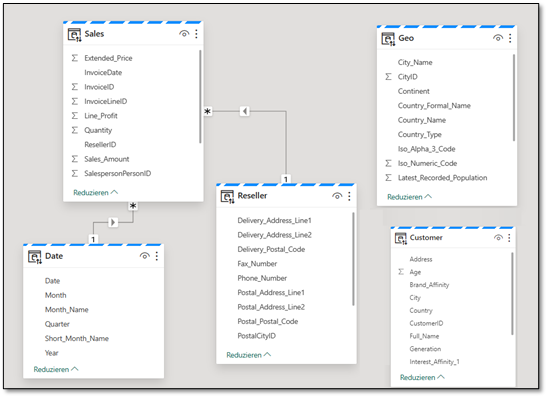 Sales
Σ Extended_Price
InvoiceDate
Σ InvoiceID
Σ InvoiceLineID
Σ Line_Profit
Σ Quantity
ResellerID
Σ Sales_Amount
Σ SalespersonPersonID
Reduzieren
Geo
City_Name
Σ CityID
Continent
Country_Formal_Name
Country_Name
Country_Type
Iso_Alpha_3_Code
Σ Iso_Numeric_Code
Σ Latest_Recorded_Population
Reduzieren
*
1
*
1
Reseller
Delivery_Address_Line1
Delivery_Address_Line2
Delivery_Postal_Code
Fax_Number
Phone_Number
Postal_Address_Line1
Postal_Address_Line2
Postal_Postal_Code
PostalCityID
Reduzieren
Date
Date
Month
Month_Name
Quarter
Short_Month_Name
Year
Reduzieren
Customer
Address
Σ Age
Brand_Affinity
City
Country
CustomerID
Full_Name
Generation
Interest_Affinity_1
Reduzieren